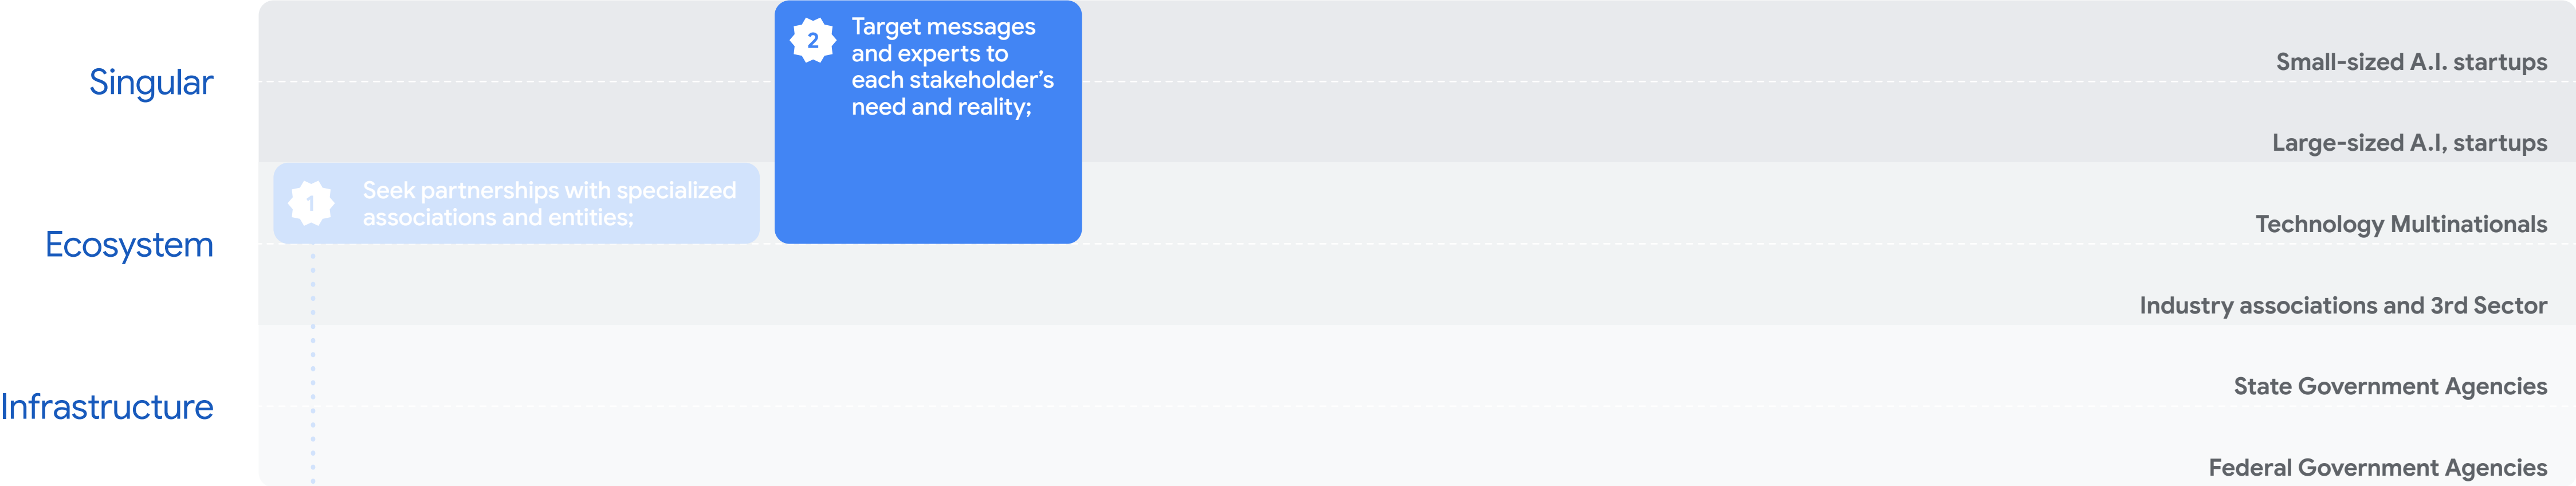 Singular
Ecosystem
Infrastructure
1
Seek partnerships with specialized
associations and entities;
2
Target messages
and experts to
each stakeholder’s
need and reality;
Small-sized A.I. startups
Large-sized A.I, startups
Technology Multinationals
Industry associations and 3rd Sector
State Government Agencies
Federal Government Agencies